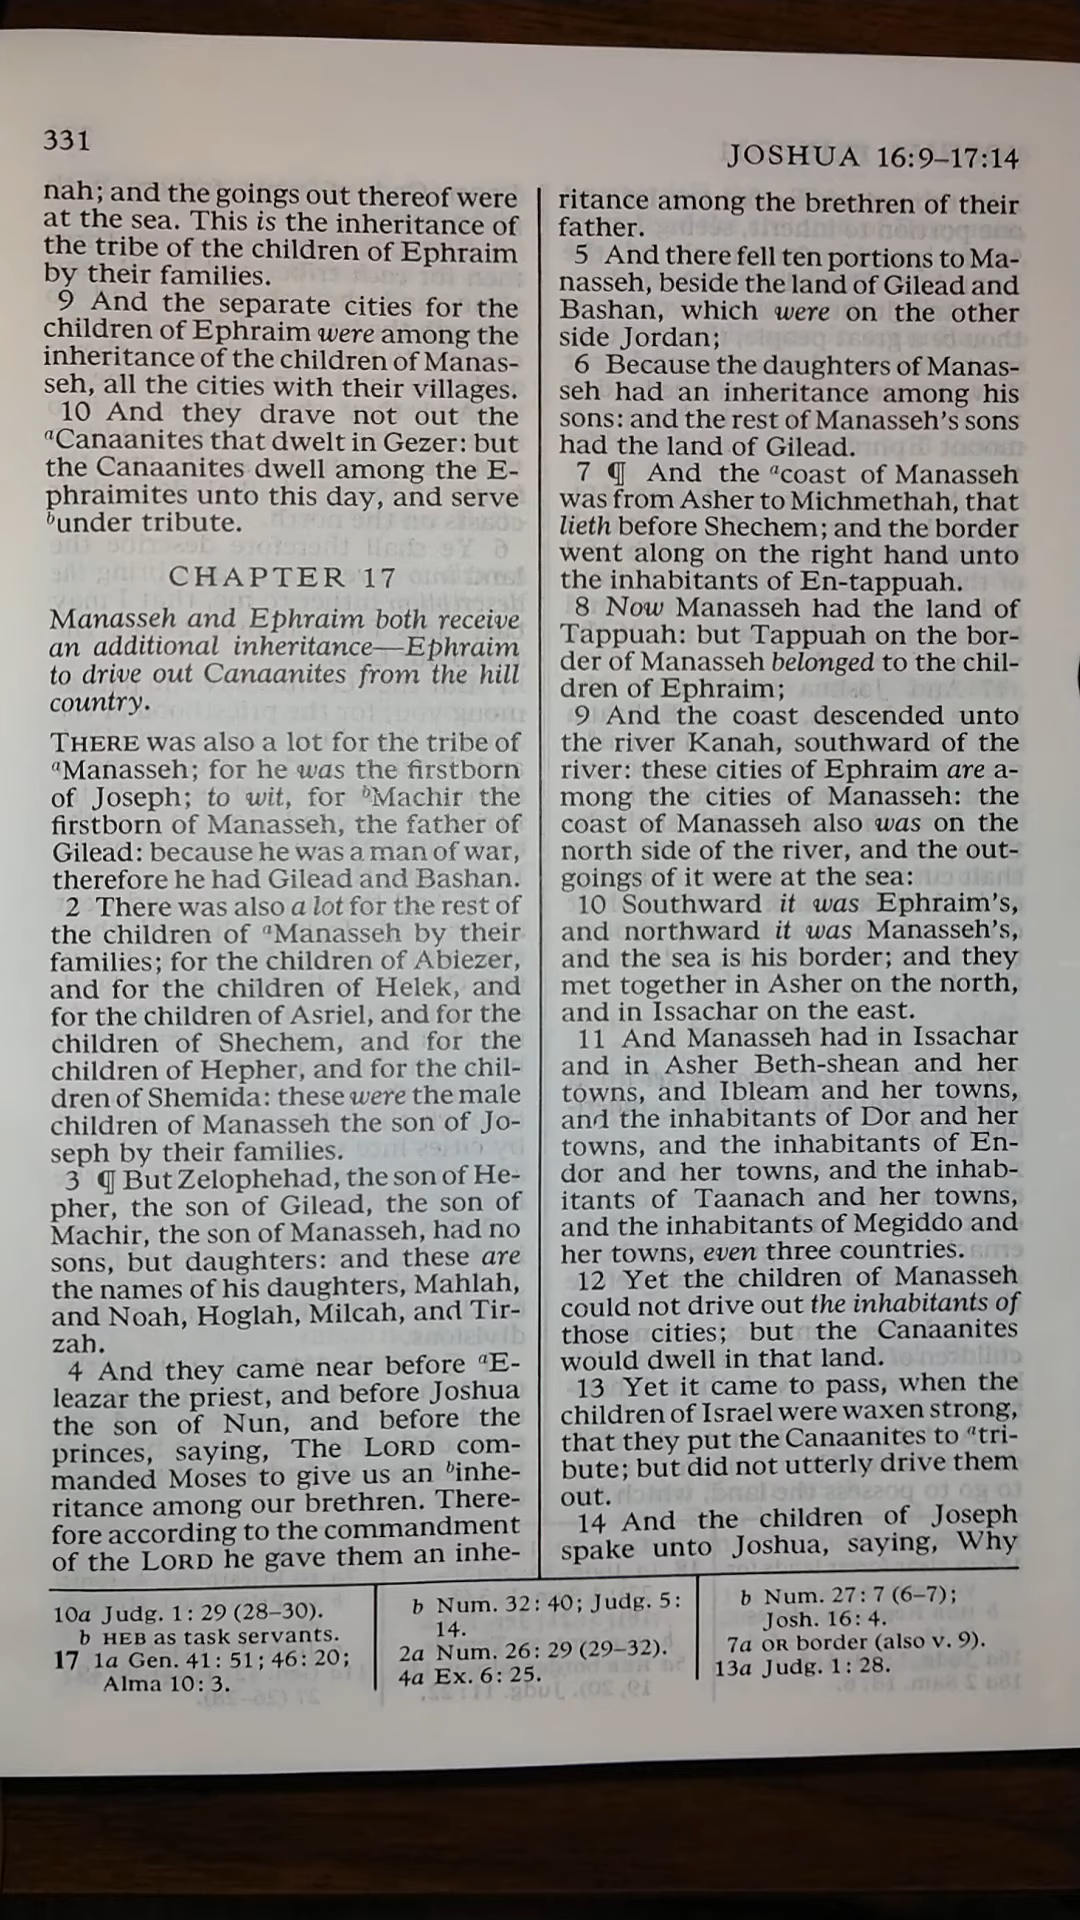 331
JOSHUA 16:9–17:14
nah; and the goings out thereof were
at the sea. This is the inheritance of
the tribe of the children of Ephraim
by their families.
9 And the separate cities for the
children of Ephraim were among the
inheritance of the children of Manas-
seh, all the cities with their villages.
10 And they drave not out the
aCanaanites that dwelt in Gezer: but
the Canaanites dwell among the E-
phraimites unto this day, and serve
bunder tribute.
CHAPTER 17
Manasseh and Ephraim both receive
an additional inheritance—Ephraim
to drive out Canaanites from the hill
country.
THERE was also a lot for the tribe of
aManasseh; for he was the firstborn
of Joseph; to wit, for bMachir the
firstborn of Manasseh, the father of
Gilead: because he was a man of war,
therefore he had Gilead and Bashan.
2 There was also a lot for the rest of
the children of aManasseh by their
families; for the children of Abiezer,
and for the children of Helek, and
for the children of Asriel, and for the
children of Shechem, and for the
children of Hepher, and for the chil-
dren of Shemida: these were the male
children of Manasseh the son of Jo-
seph by their families.
3 ¶ But Zelophehad, the son of He-
pher, the son of Gilead, the son of
Machir, the son of Manasseh, had no
sons, but daughters: and these are
the names of his daughters, Mahlah,
and Noah, Hoglah, Milcah, and Tir-
zah.
4 And they came near before aE-
leazar the priest, and before Joshua
the son of Nun, and before the
princes, saying, The LORD com-
manded Moses to give us an binhe-
ritance among our brethren. There-
fore according to the commandment
of the LORD he gave them an inhe-
ritance among the brethren of their
father.
5 And there fell ten portions to Ma-
nasseh, beside the land of Gilead and
Bashan, which were on the other
side Jordan;
6 Because the daughters of Manas-
seh had an inheritance among his
sons: and the rest of Manasseh's sons
had the land of Gilead.
7 ¶ And the acoast of Manasseh
was from Asher to Michmethah, that
lieth before Shechem; and the border
went along on the right hand unto
the inhabitants of En-tappuah.
8 Now Manasseh had the land of
Tappuah: but Tappuah on the bor-
der of Manasseh belonged to the chil-
dren of Ephraim;
9 And the coast descended unto
the river Kanah, southward of the
river: these cities of Ephraim are a-
mong the cities of Manasseh: the
coast of Manasseh also was on the
north side of the river, and the out-
goings of it were at the sea:
10 Southward it was Ephraim's,
and northward it was Manasseh's,
and the sea is his border; and they
met together in Asher on the north,
and in Issachar on the east.
11 And Manasseh had in Issachar
and in Asher Beth-shean and her
towns, and Ibleam and her towns,
and the inhabitants of Dor and her
towns, and the inhabitants of En-
dor and her towns, and the inhab-
itants of Taanach and her towns,
and the inhabitants of Megiddo and
her towns, even three countries.
12 Yet the children of Manasseh
could not drive out the inhabitants of
those cities; but the Canaanites
would dwell in that land.
13 Yet it came to pass, when the
children of Israel were waxen strong,
that they put the Canaanites to atri-
bute; but did not utterly drive them
out.
14 And the children of Joseph
spake unto Joshua, saying, Why
10a Judg. 1: 29 (28–30).
b HEB as task servants.
17 1a Gen. 41: 51; 46: 20;
Alma 10: 3.
b Num. 32: 40; Judg. 5:
14.
2a Num. 26: 29 (29–32).
4a Ex. 6: 25.
b Num. 27: 7 (6–7);
Josh. 16: 4.
7a OR border (also v. 9).
13a Judg. 1: 28.